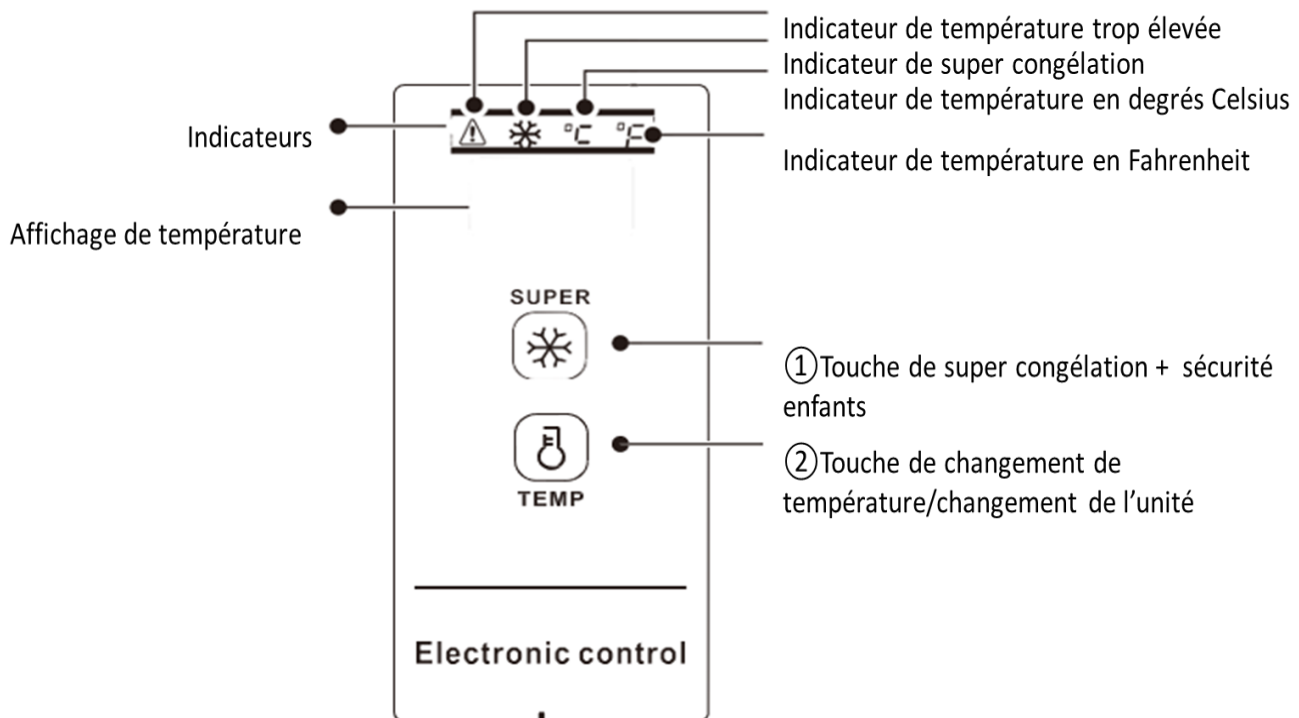 Indicateur de température trop élevée
Indicateur de super congélation
Indicateur de température en degrés Celsius
Indicateur de température en Fahrenheit
Indicateurs
°C °F
Affichage de température
SUPER
①Touche de super congélation + sécurité
enfants
②Touche de changement de
température/changement de l’unité
TEMP
Electronic control